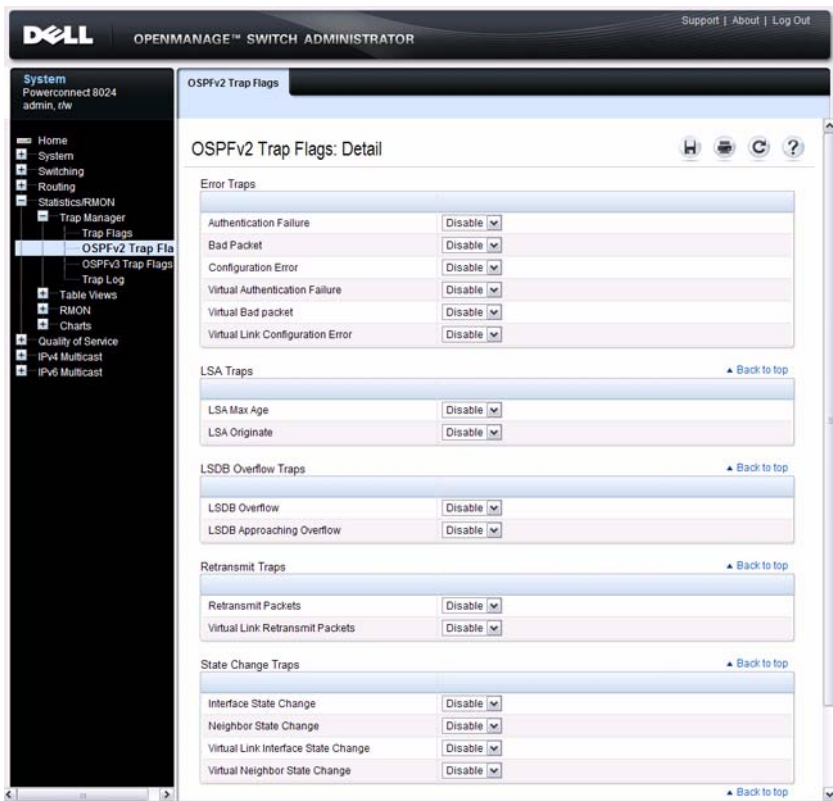 Support | About | Log Out
DELL
OPENMANAGE™ SWITCH ADMINISTRATOR
System
Powerconnect 8024
admin, r/w
Home
System
Switching
Routing
Statistics/RMON
Trap Manager
Trap Flags
OSPFv2 Trap Fla
OSPFv3 Trap Flags
Trap Log
Table Views
RMON
Charts
Quality of Service
IPv4 Multicast
IPv6 Multicast
OSPFv2 Trap Flags
OSPFv2 Trap Flags: Detail
Error Traps
Authentication Failure Disable
Bad Packet Disable
Configuration Error Disable
Virtual Authentication Failure Disable
Virtual Bad packet Disable
Virtual Link Configuration Error Disable
LSA Traps Back to top
LSA Max Age Disable
LSA Originate Disable
LSDB Overflow Traps Back to top
LSDB Overflow Disable
LSDB Approaching Overflow Disable
Retransmit Traps Back to top
Retransmit Packets Disable
Virtual Link Retransmit Packets Disable
State Change Traps Back to top
Interface State Change Disable
Neighbor State Change Disable
Virtual Link Interface State Change Disable
Virtual Neighbor State Change Disable
Back to top